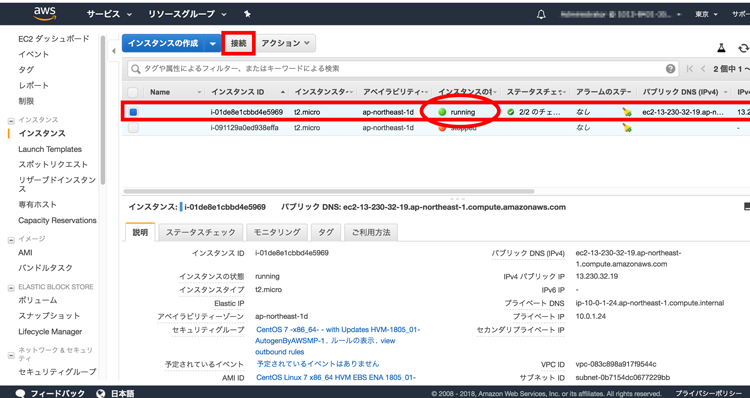 aws サービス リソースグループ 東京 サポ
EC2 ダッシュボード
イベント
タグ
レポート
制限
インスタンス
インスタンス
Launch Templates
スポットリクエスト
リザーブドインスタン
ス
専有ホスト
Capacity Reservations
イメージ
AMI
バンドルタスク
ELASTIC BLOCK STORE
ボリューム
スナップショット
Lifecycle Manager
ネットワーク & セキュリ
ティ
セキュリティグループ
インスタンスの作成 接続 アクション
タグや属性によるフィルター、またはキーワードによる検索 2 個中 1 ~
Name インスタンス ID インスタンスタ アベイラビリティ インスタンスの ステータスチェ アラームのステ パブリック DNS (IPv4) IPv4
i-01de8e1cbbd4e5969 t2.micro ap-northeast-1d running 2/2 のチェ... なし ec2-13-230-32-19.ap-n... 13.2
i-091129a0ed938effa t2.micro ap-northeast-1d stopped なし -
インスタンス: i-01de8e1cbbd4e5969 パブリック DNS: ec2-13-230-32-19.ap-northeast-1.compute.amazonaws.com
説明 ステータスチェック モニタリング タグ ご利用方法
インスタンス ID i-01de8e1cbbd4e5969 パブリック DNS (IPv4) ec2-13-230-32-19.ap-northeast-
1.compute.amazonaws.com
インスタンスの状態 running IPv4 パブリック IP 13.230.32.19
インスタンスタイプ t2.micro IPv6 IP -
Elastic IP プライベート DNS ip-10-0-1-24.ap-northeast-1.compute.internal
アベイラビリティーゾーン ap-northeast-1d プライベート IP 10.0.1.24
セキュリティグループ CentOS 7 -x86_64- - with Updates HVM-1805_01- セカンダリプライベート IP
AutogenByAWSMP-1 . ルールの表示. view
outbound rules
予定されているイベント 予定されているイベントはありません VPC ID vpc-083c898a917f9544c
AMI ID CentOS Linux 7 x86_64 HVM EBS ENA 1805_01- サブネット ID subnet-0b7154dc0677229bb
フィードバック 日本語 © 2008 - 2018, Amazon Web Services, Inc. or its affiliates. All rights reserved. プライバシーポリシー